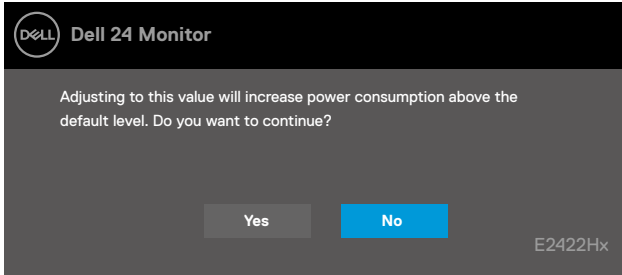 DELL Dell 24 Monitor
Adjusting to this value will increase power consumption above the
default level. Do you want to continue?
Yes No
E2422Hx